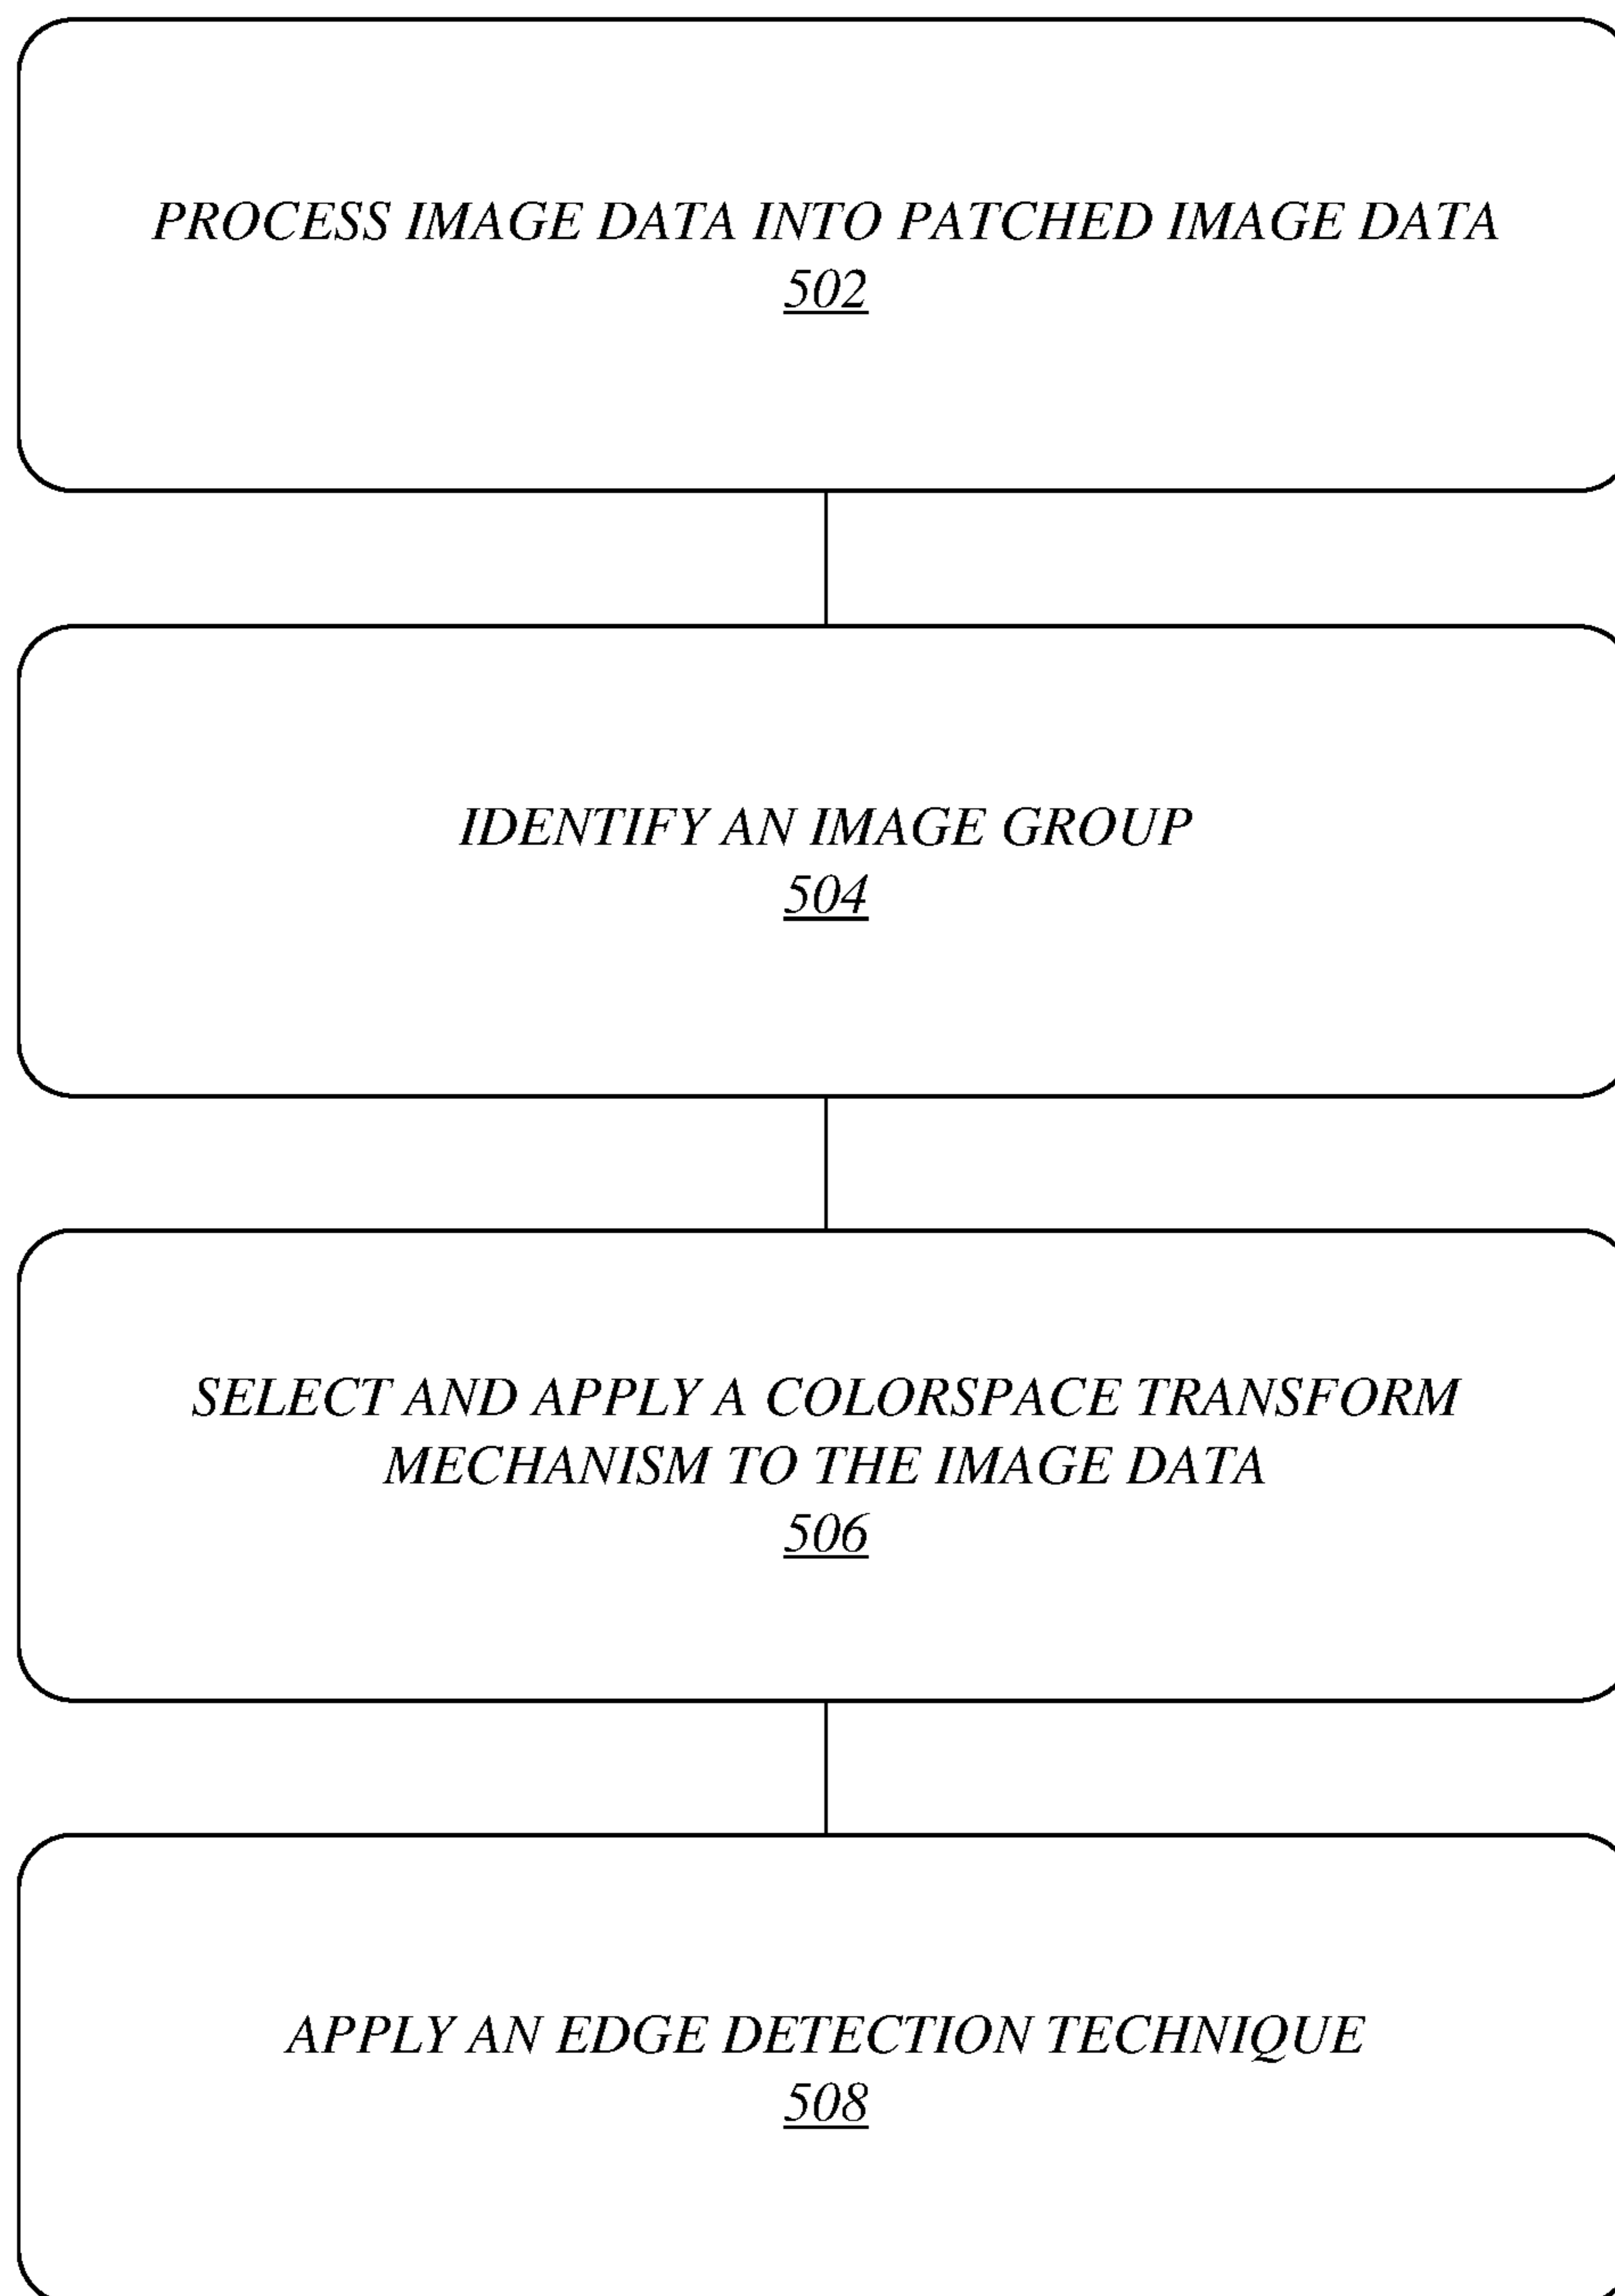 PROCESS IMAGE DATA INTO PATCHED IMAGE DATA
502
IDENTIFY AN IMAGE GROUP
504
SELECT AND APPLY A COLORSPACE TRANSFORM
MECHANISM TO THE IMAGE DATA
506
APPLY AN EDGE DETECTION TECHNIQUE
508